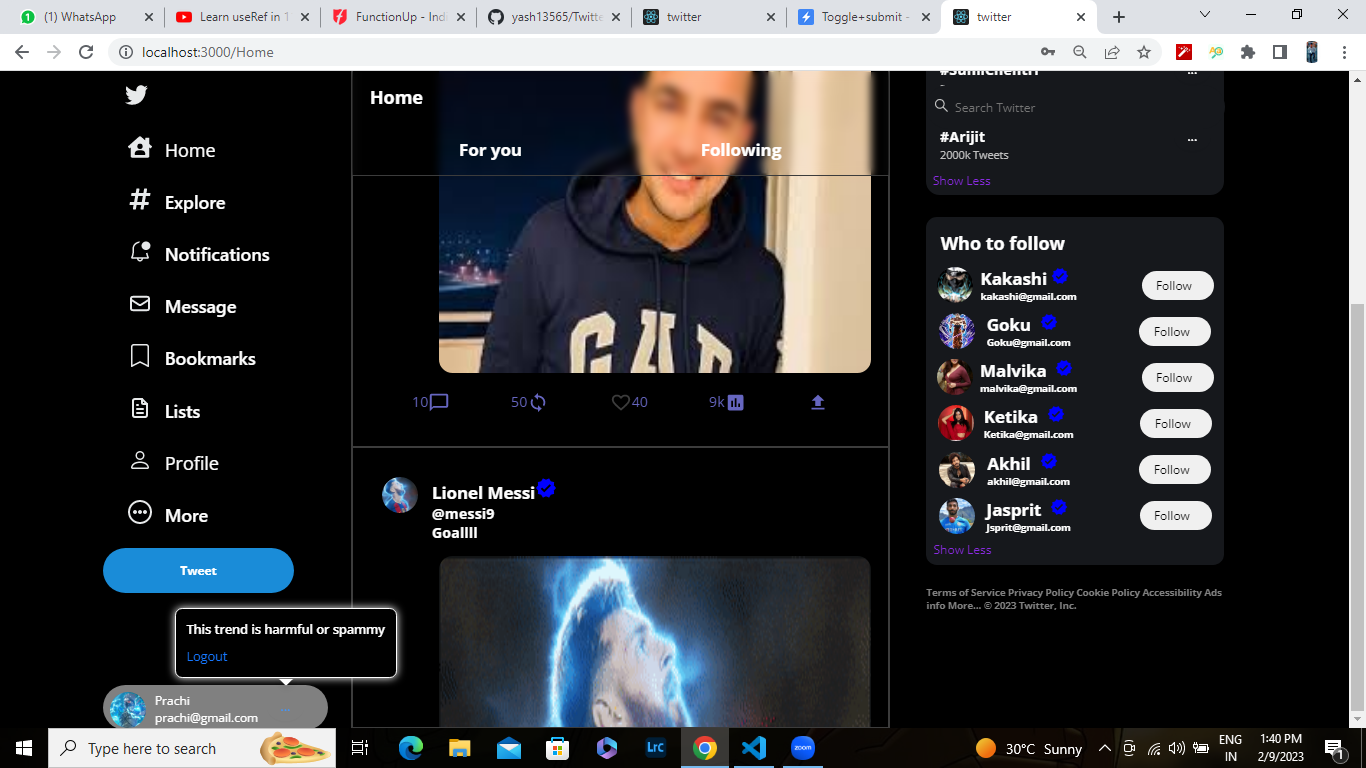 (1) WhatsApp
Learn useRef in 1
FunctionUp - Indi
yash13565/Twitte
twitter
Toggle+submit -
twitter
localhost:3000/Home
Home
For you
Following
Home
Explore
Notifications
Message
Bookmarks
Lists
Profile
More
Tweet
This trend is harmful or spammy
Logout
Prachi
prachi@gmail.com
GAP
10
50
40
9k
Lionel Messi
@messi9
Goallll
Search Twitter
#Arijit
2000k Tweets
Show Less
Who to follow
Kakashi
kakashi@gmail.com
Follow
Goku
Goku@gmail.com
Follow
Malvika
malvika@gmail.com
Follow
Ketika
Ketika@gmail.com
Follow
Akhil
akhil@gmail.com
Follow
Jasprit
Jsprit@gmail.com
Follow
Show Less
Terms of Service Privacy Policy Cookie Policy Accessibility Ads
info More... © 2023 Twitter, Inc.
Type here to search
LrC
zoom
30°C Sunny
ENG
IN
1:40 PM
2/9/2023
1